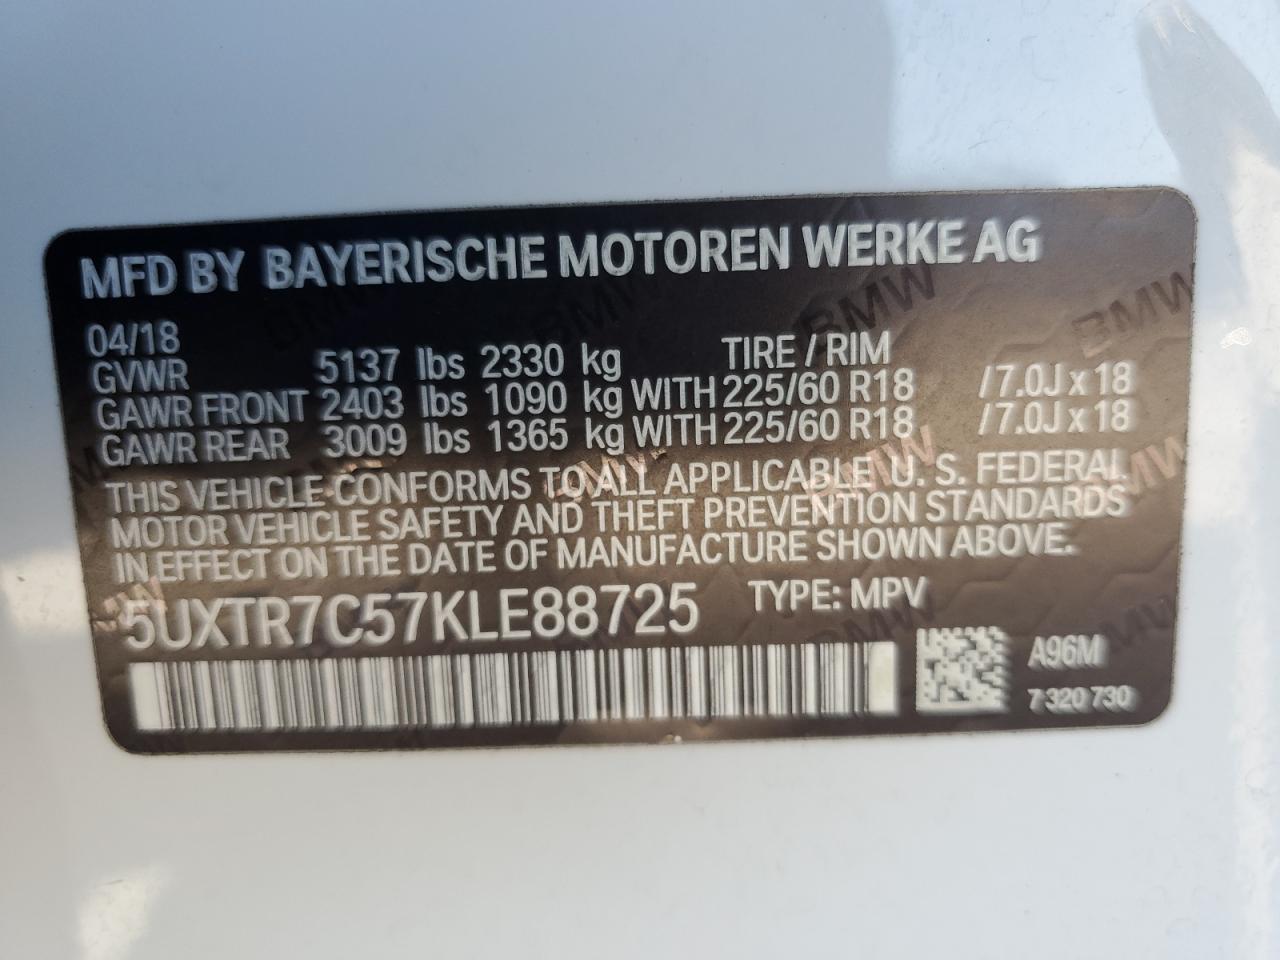 MFD BY BAYERISCHE MOTOREN WERKE AG
04/18
GVWR 5137 lbs 2330 kg TIRE / RIM
GAWR FRONT 2403 lbs 1090 kg WITH 225/60 R18 / 7.0J x 18
GAWR REAR 3009 lbs 1365 kg WITH 225/60 R18 / 7.0J x 18
THIS VEHICLE CONFORMS TO ALL APPLICABLE U. S. FEDERAL
MOTOR VEHICLE SAFETY AND THEFT PREVENTION STANDARDS
IN EFFECT ON THE DATE OF MANUFACTURE SHOWN ABOVE.
5UXTR7C57KLE88725 TYPE: MPV
A96M
7 320 730